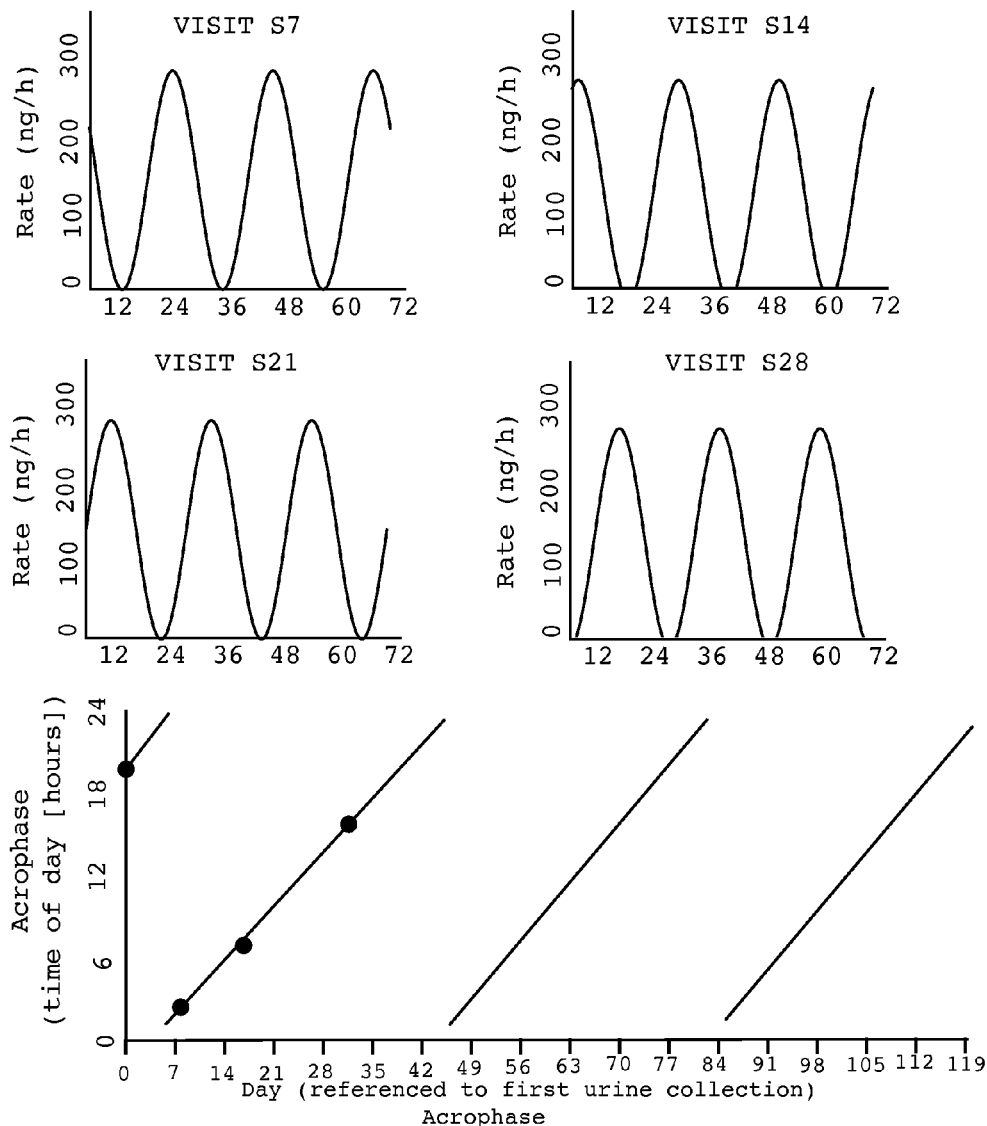 VISIT S7
Rate (ng/h)
300
200
100
0
12 24 36 48 60 72
VISIT S14
Rate (ng/h)
300
200
100
0
12 24 36 48 60 72
VISIT S21
Rate (ng/h)
300
200
100
0
12 24 36 48 60 72
VISIT S28
Rate (ng/h)
300
200
100
0
12 24 36 48 60 72
Acrophase
(time of day [hours])
24
18
12
6
0
0 7 14 21 28 35 42 49 56 63 70 77 84 91 98 105 112 119
Day (referenced to first urine collection)
Acrophase